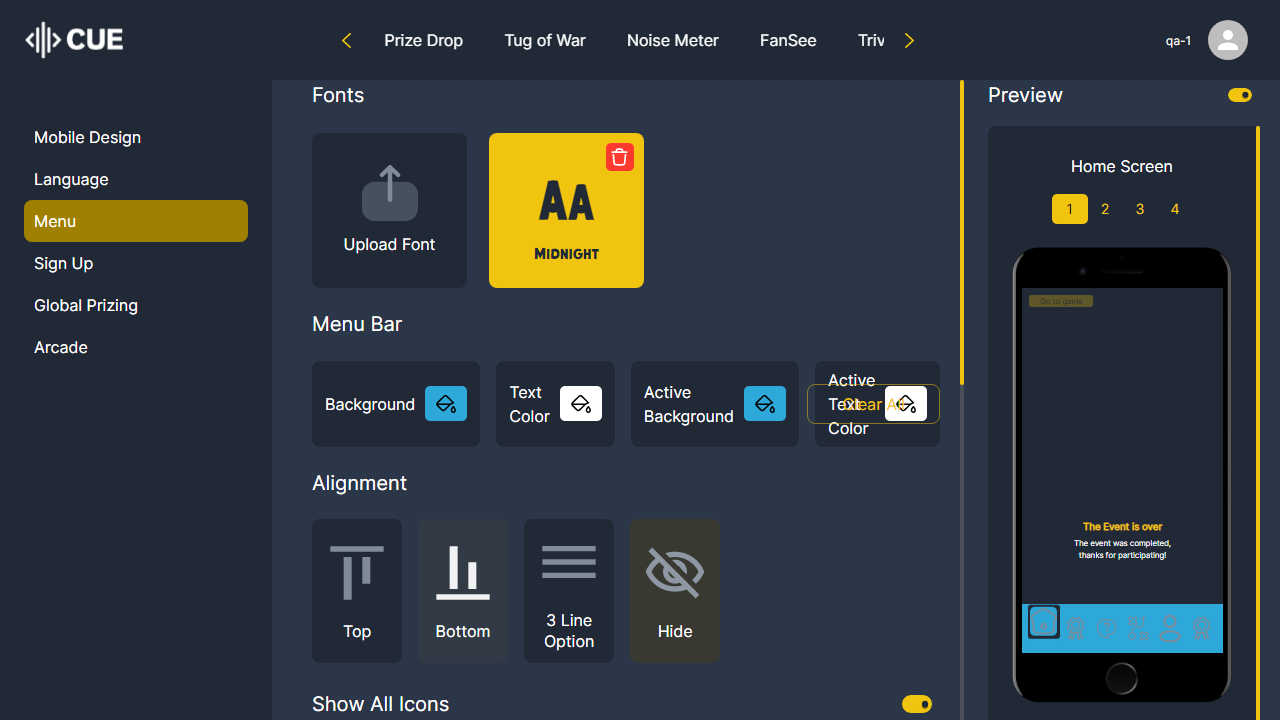 CUE
Prize Drop
Tug of War
Noise Meter
FanSee
Triv
qa-1
Mobile Design
Language
Menu
Sign Up
Global Prizing
Arcade
Fonts
Upload Font
AA
MIDNIGHT
Menu Bar
Background
Text
Color
Active
Background
Active
Text
Color
Clear All
Alignment
Top
Bottom
3 Line
Option
Hide
Show All Icons
Preview
Home Screen
1 2 3 4
Go to game
The Event is over
The event was completed,
thanks for participating!